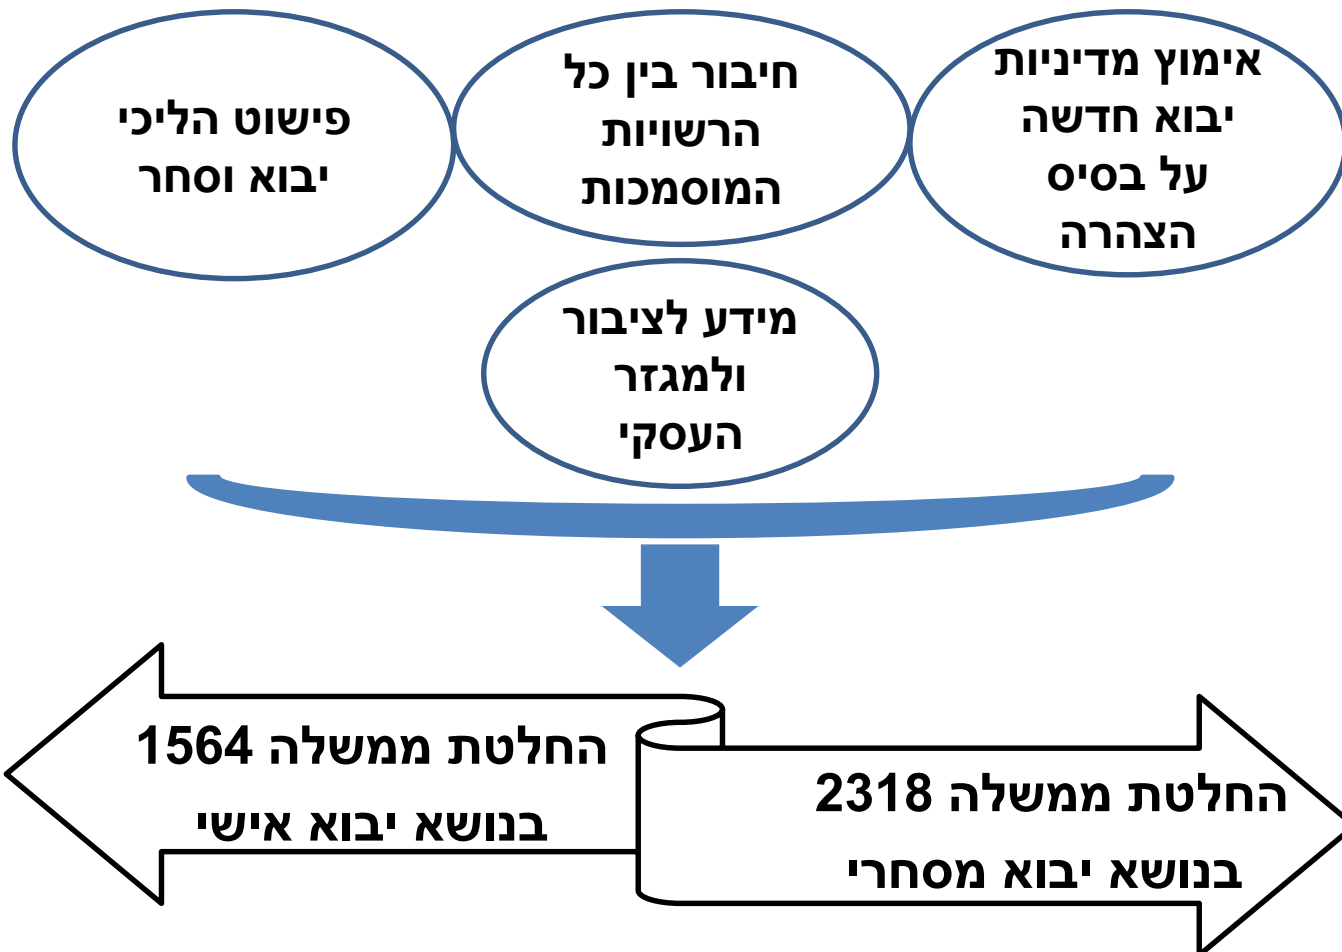 אימוץ מדיניות
יבוא חדשה
על בסיס
הצהרה
חיבור בין כל
הרשויות
המוסמכות
פישוט הליכי
יבוא וסחר
מידע לציבור
ולמגזר
העסקי
החלטת ממשלה 2318
בנושא יבוא מסחרי
החלטת ממשלה 1564
בנושא יבוא אישי